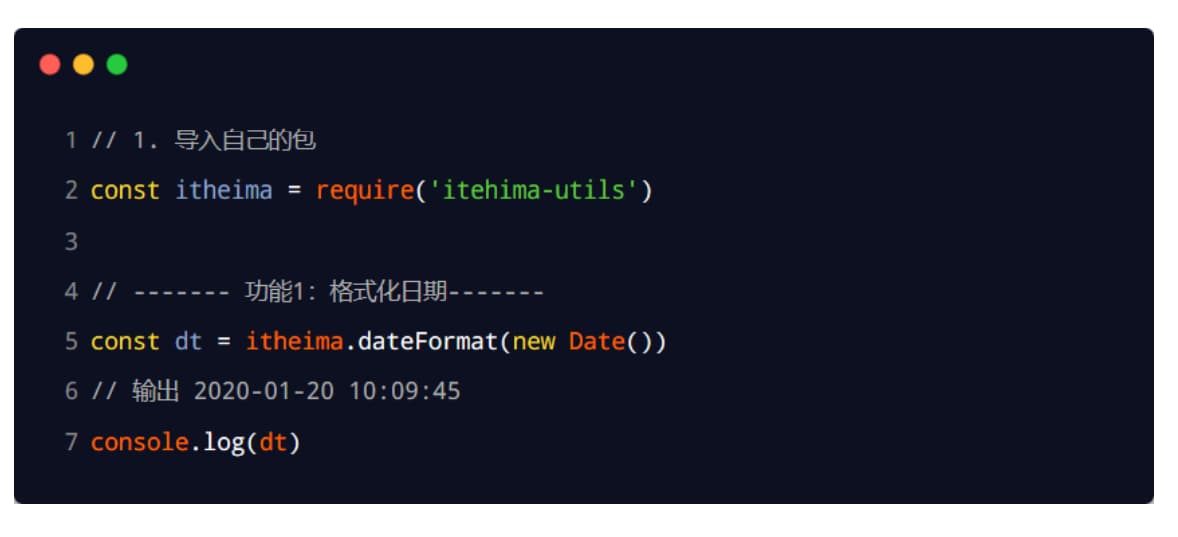 1 // 1. 导入自己的包
2 const itheima = require('itehima-utils')
3
4 // ------- 功能1：格式化日期-------
5 const dt = itheima.dateFormat(new Date())
6 // 输出 2020-01-20 10:09:45
7 console.log(dt)